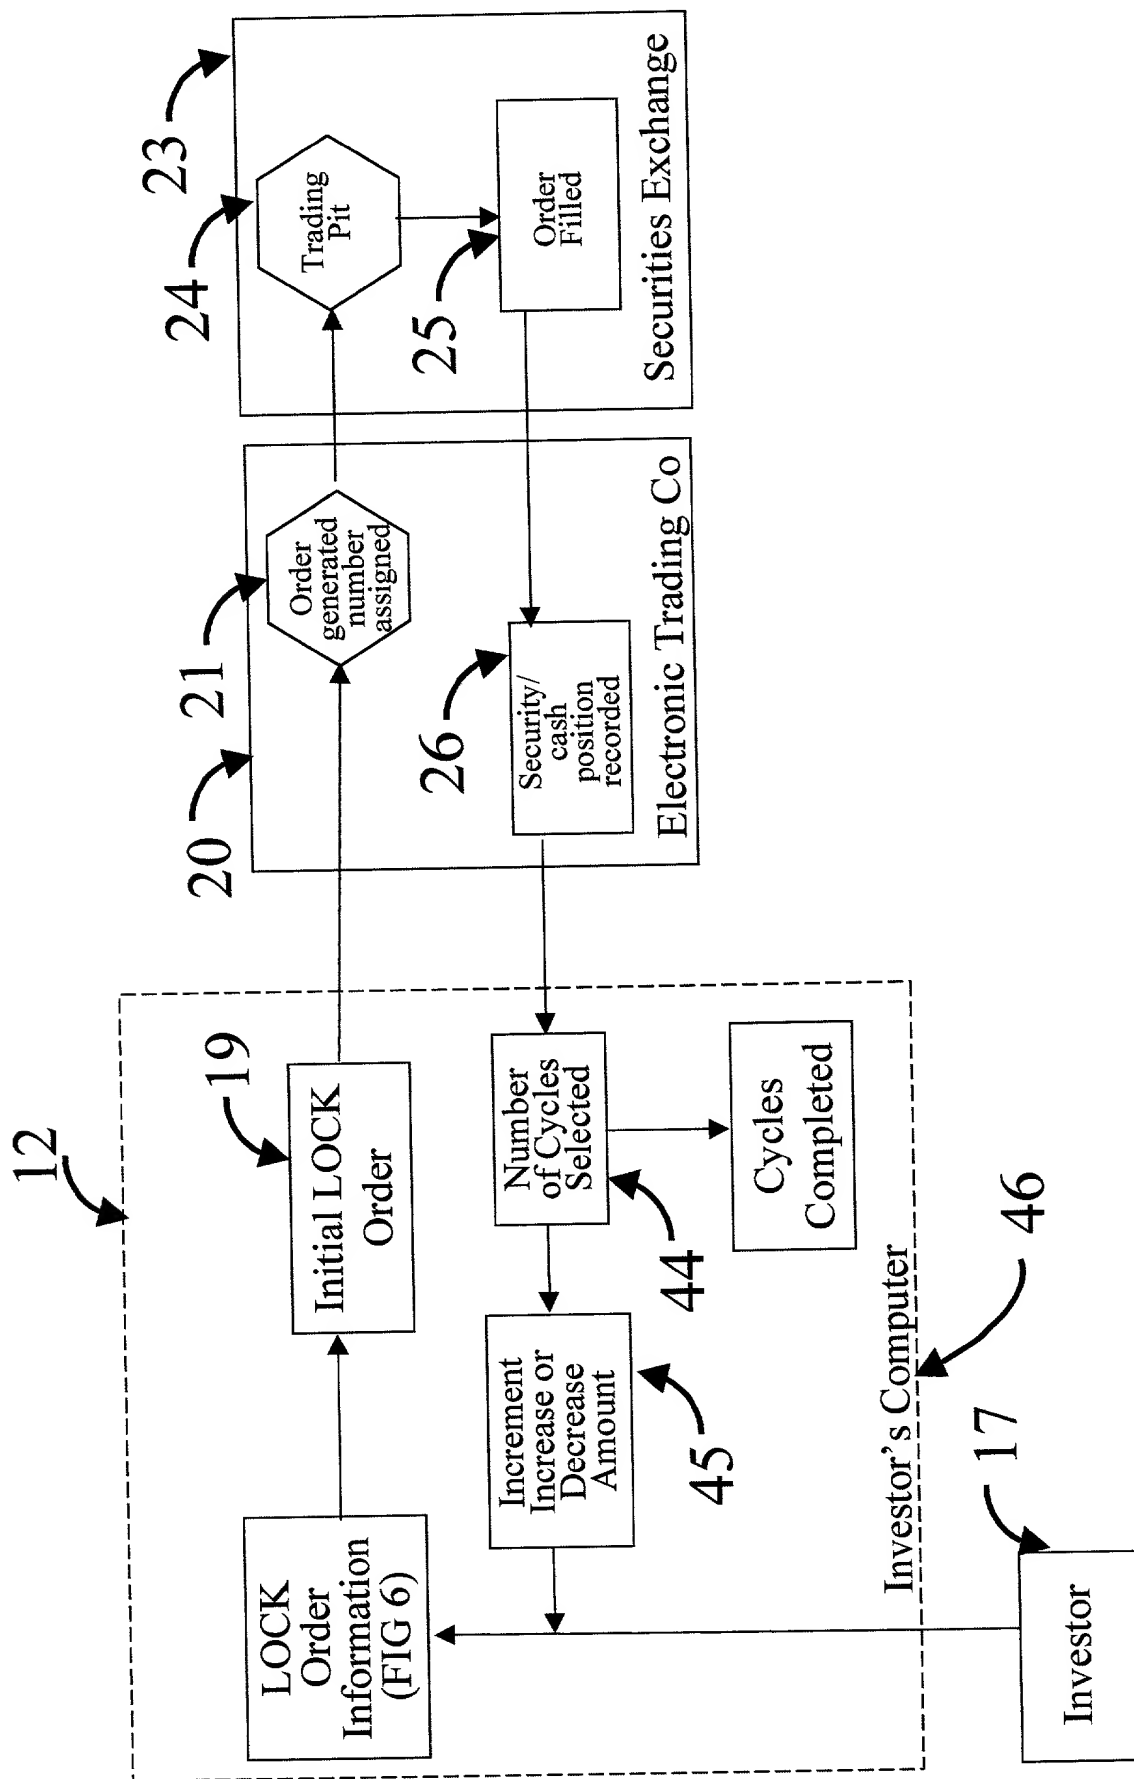 12
LOCK
Order
Information
(FIG 6)
Initial LOCK
Order
19
20
21
Order
generated
number
assigned
23
24
Trading
Pit
Increment
Increase or
Decrease
Amount
45
Number
of Cycles
Selected
44
Cycles
Completed
26
Security/
cash
position
recorded
Electronic Trading Co
25
Order
Filled
Securities Exchange
Investor's Computer
46
Investor
17